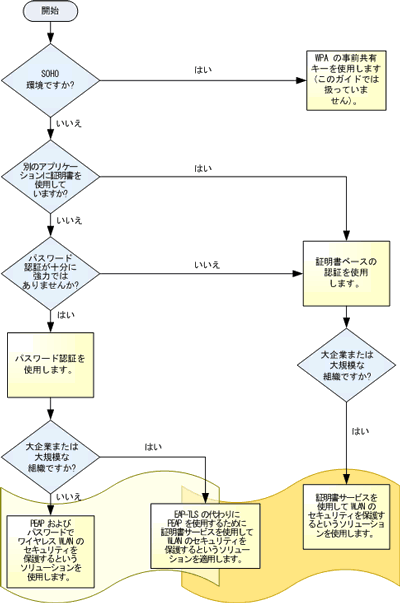 開始
SOHO
環境ですか?
はい
WPA の事前共有
キーを使用します
(このガイドでは
扱っていま
せん)。
いいえ
別のアプリケー
ションに証明書を
使用して
いますか?
はい
いいえ
パスワード
認証が十分に
強力では
ありませんか?
いいえ
証明書ベースの
認証を使用
します。
はい
パスワード認証を
使用します。
大企業または
大規模な
組織ですか?
大企業または
大規模な
組織ですか?
はい
はい
いいえ
PEAP および
パスワードで
ワイヤレス WLAN の
セキュリティを
保護するという
ソリューションを
使用します。
EAP-TLS の代わりに
PEAP を使用するために
証明書サービスを使用して
WLAN のセキュリティを
保護するというソリュー
ションを適用します。
証明書サービスを
使用して WLAN の
セキュリティを保護す
るというソリューショ
ンを使用します。